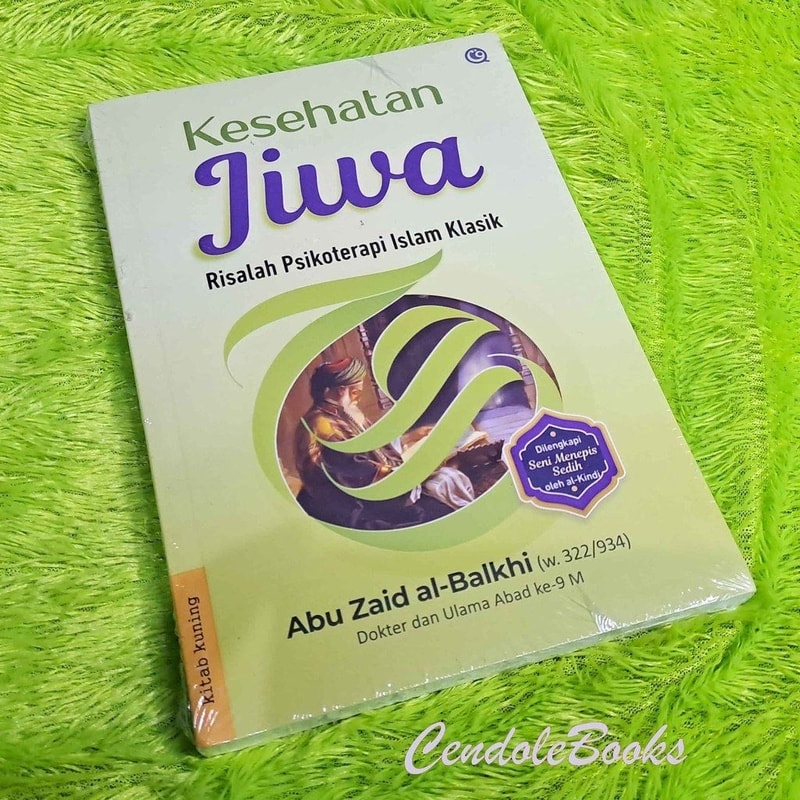 Kesehatan
Jiwa
Risalah Psikoterapi Islam Klasik
Dilengkapi
Seni Menepis
Sedih
oleh al-Kindi
Abu Zaid al-Balkhi (w. 322/934)
Dokter dan Ulama Abad ke-9 M
kitab kuning
CendoleBooks